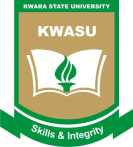 KWARA STATE UNIVERSITY
KWASU
Skills & Integrity